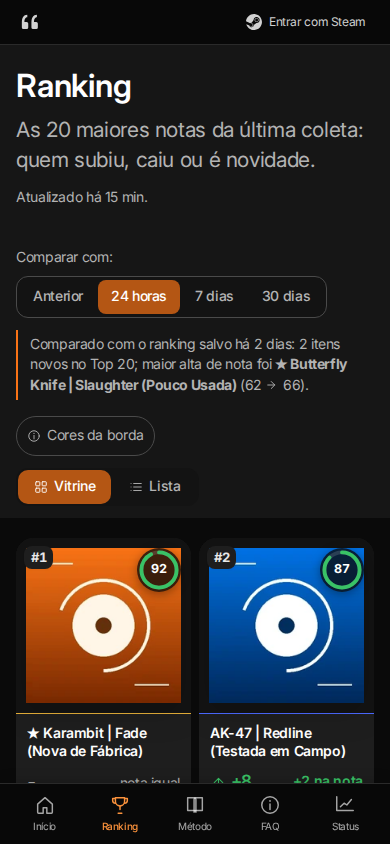 Entrar com Steam
Ranking
As 20 maiores notas da última coleta:
quem subiu, caiu ou é novidade.
Atualizado há 15 min.
Comparar com:
Anterior 24 horas 7 dias 30 dias
Comparado com o ranking salvo há 2 dias: 2 itens
novos no Top 20; maior alta de nota foi ★ Butterfly
Knife | Slaughter (Pouco Usada) (62 → 66).
Cores da borda
Vitrine Lista
#1 92 #2 87
★ Karambit | Fade
(Nova de Fábrica)
AK-47 | Redline
(Testada em Campo)
nota igual
↑ +8 +2 na nota
Início Ranking Método FAQ Status